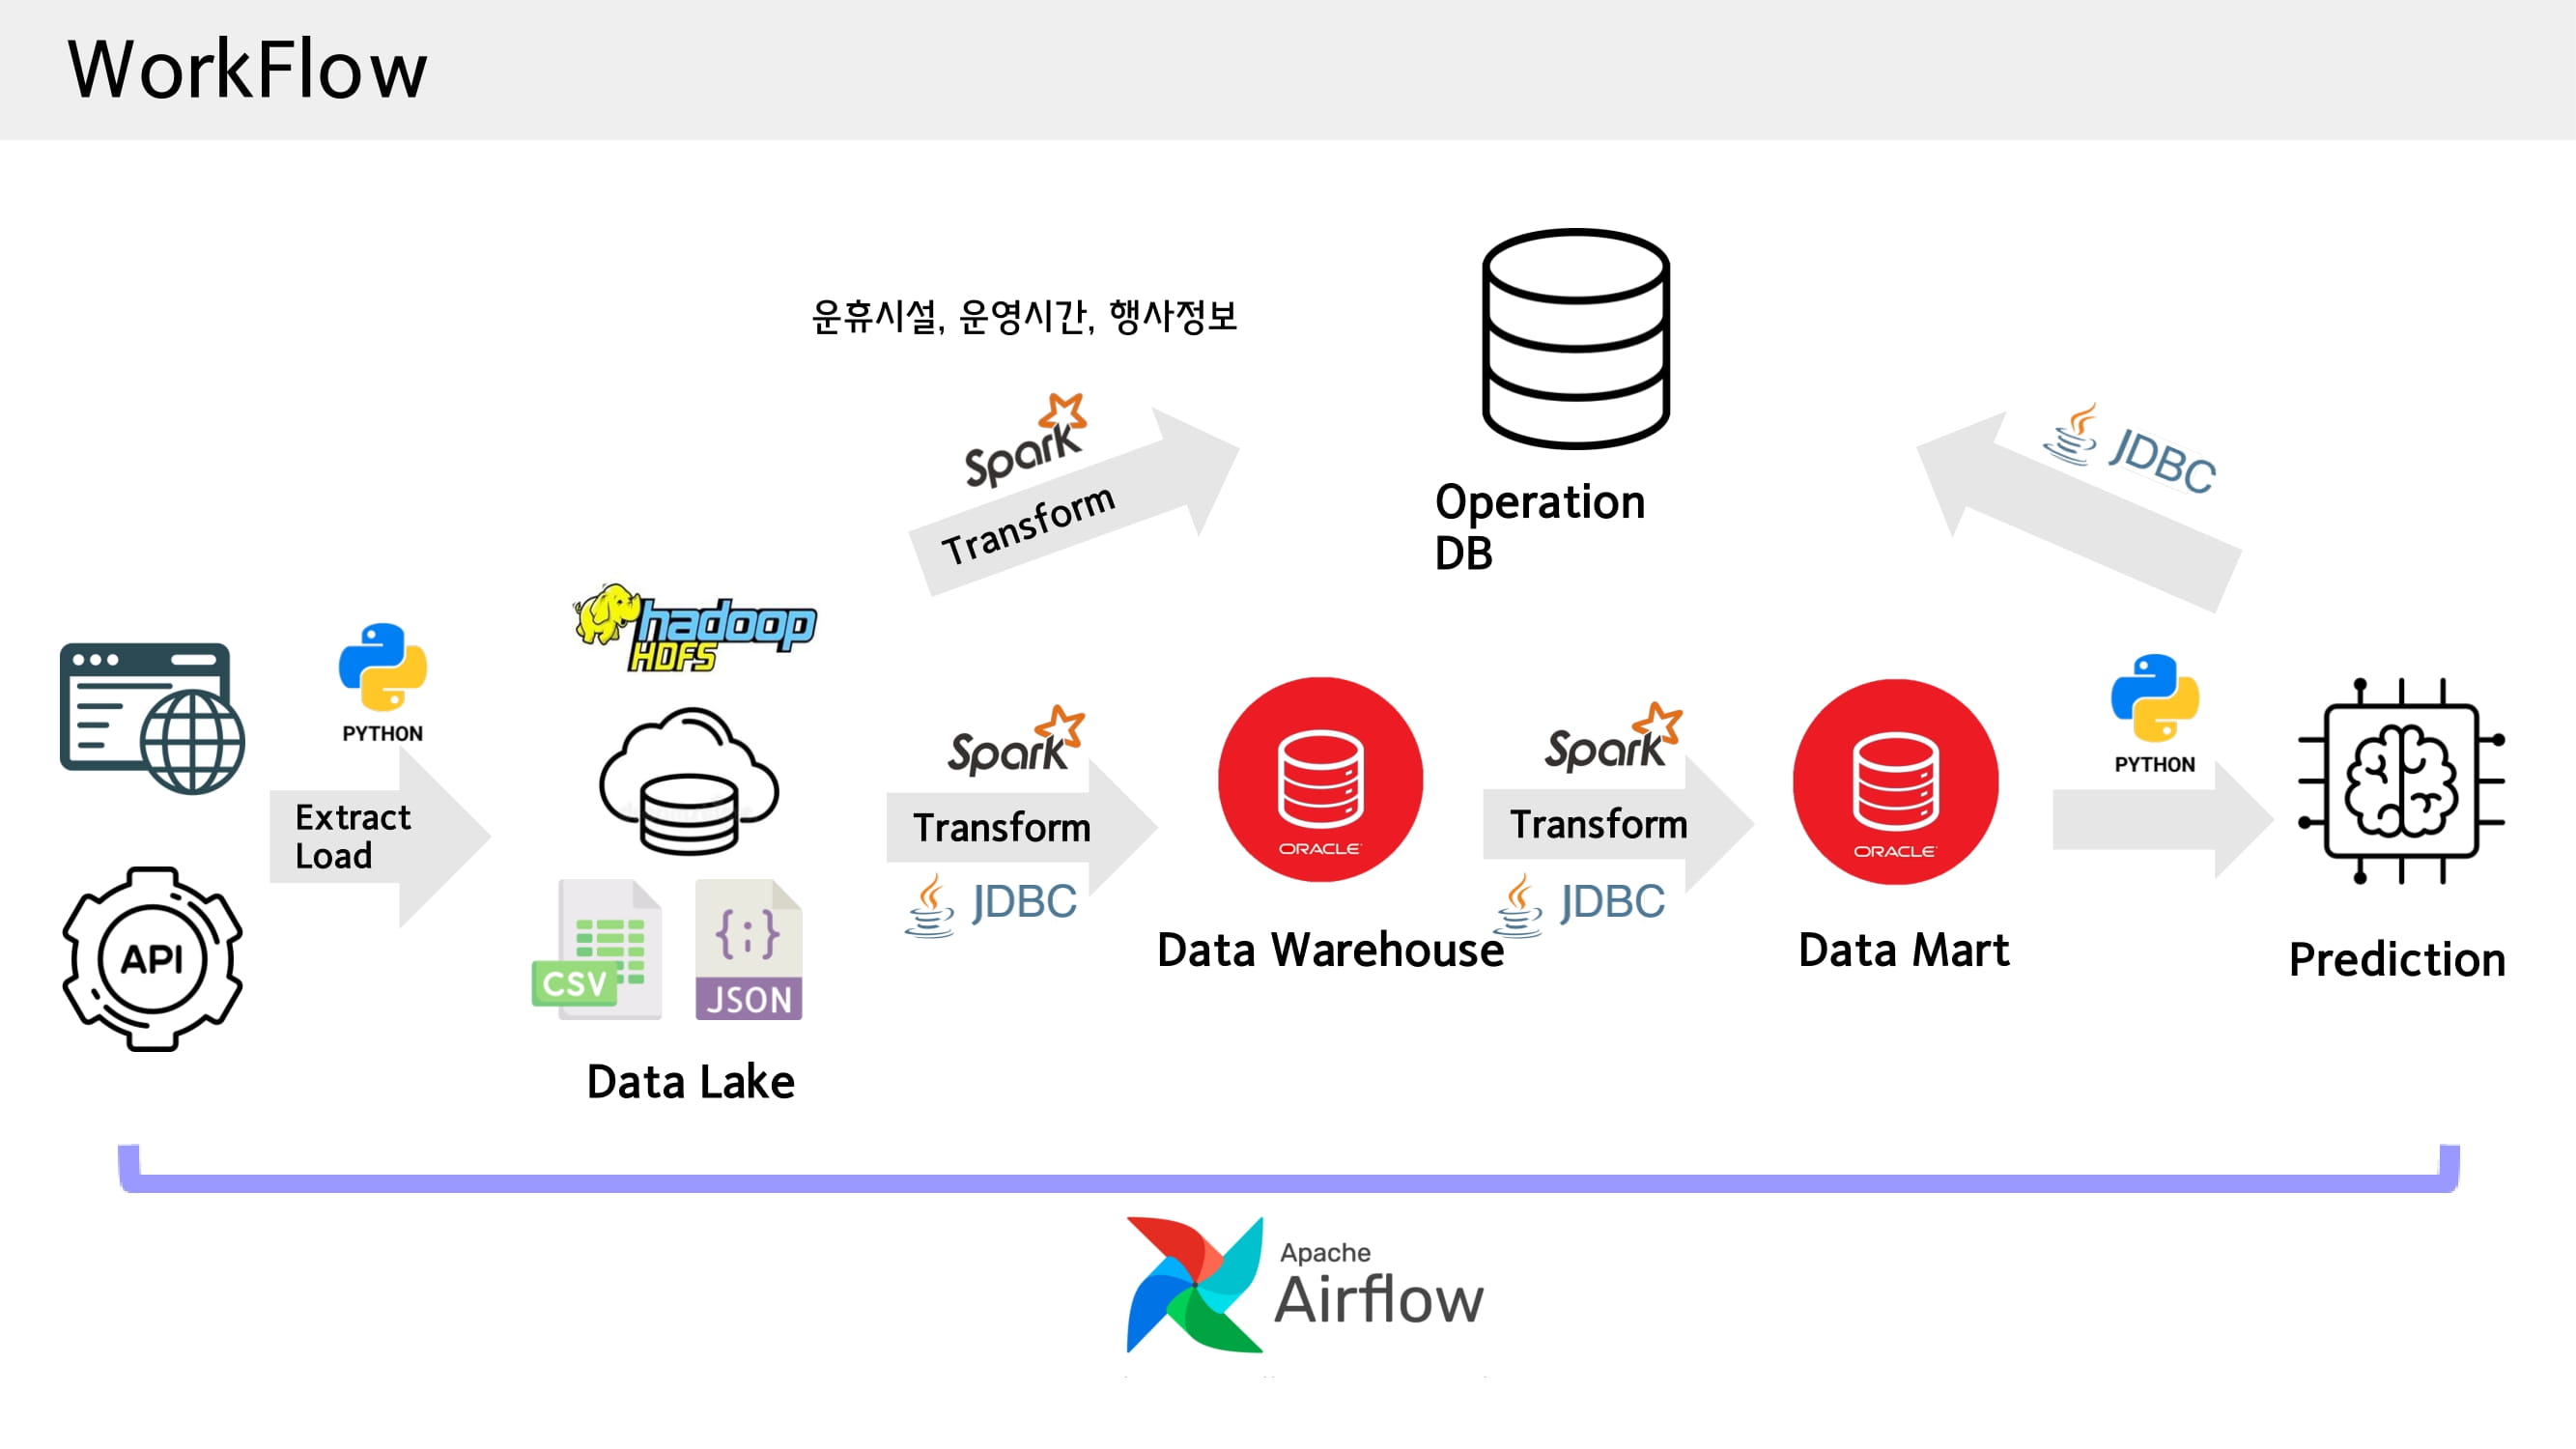 WorkFlow
운휴시설, 운영시간, 행사정보
Spark
Transform
Operation
DB
JDBC
PYTHON
Extract
Load
API
hadoop
HDFS
CSV
JSON
Data Lake
Spark
Transform
JDBC
ORACLE
Data Warehouse
Spark
Transform
JDBC
ORACLE
Data Mart
PYTHON
Prediction
Apache
Airflow